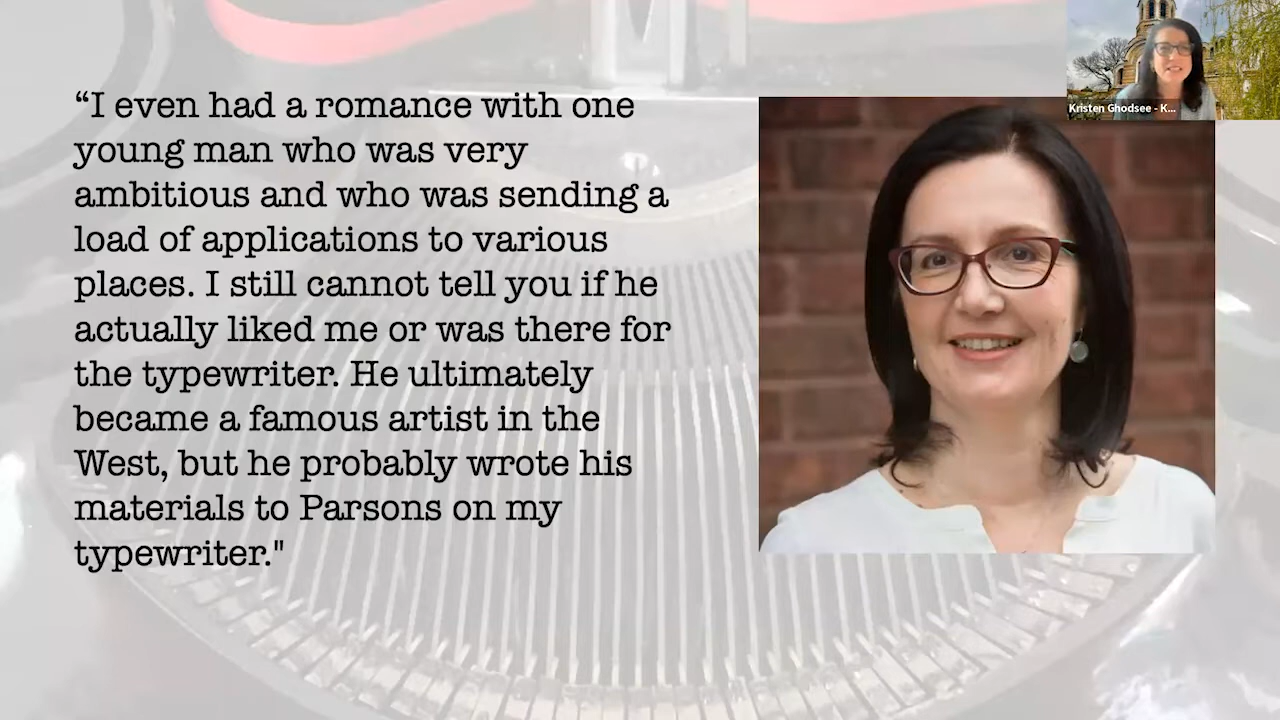 “I even had a romance with one
young man who was very
ambitious and who was sending a
load of applications to various
places. I still cannot tell you if he
actually liked me or was there for
the typewriter. He ultimately
became a famous artist in the
West, but he probably wrote his
materials to Parsons on my
typewriter."
Kristen Ghodsee - K...